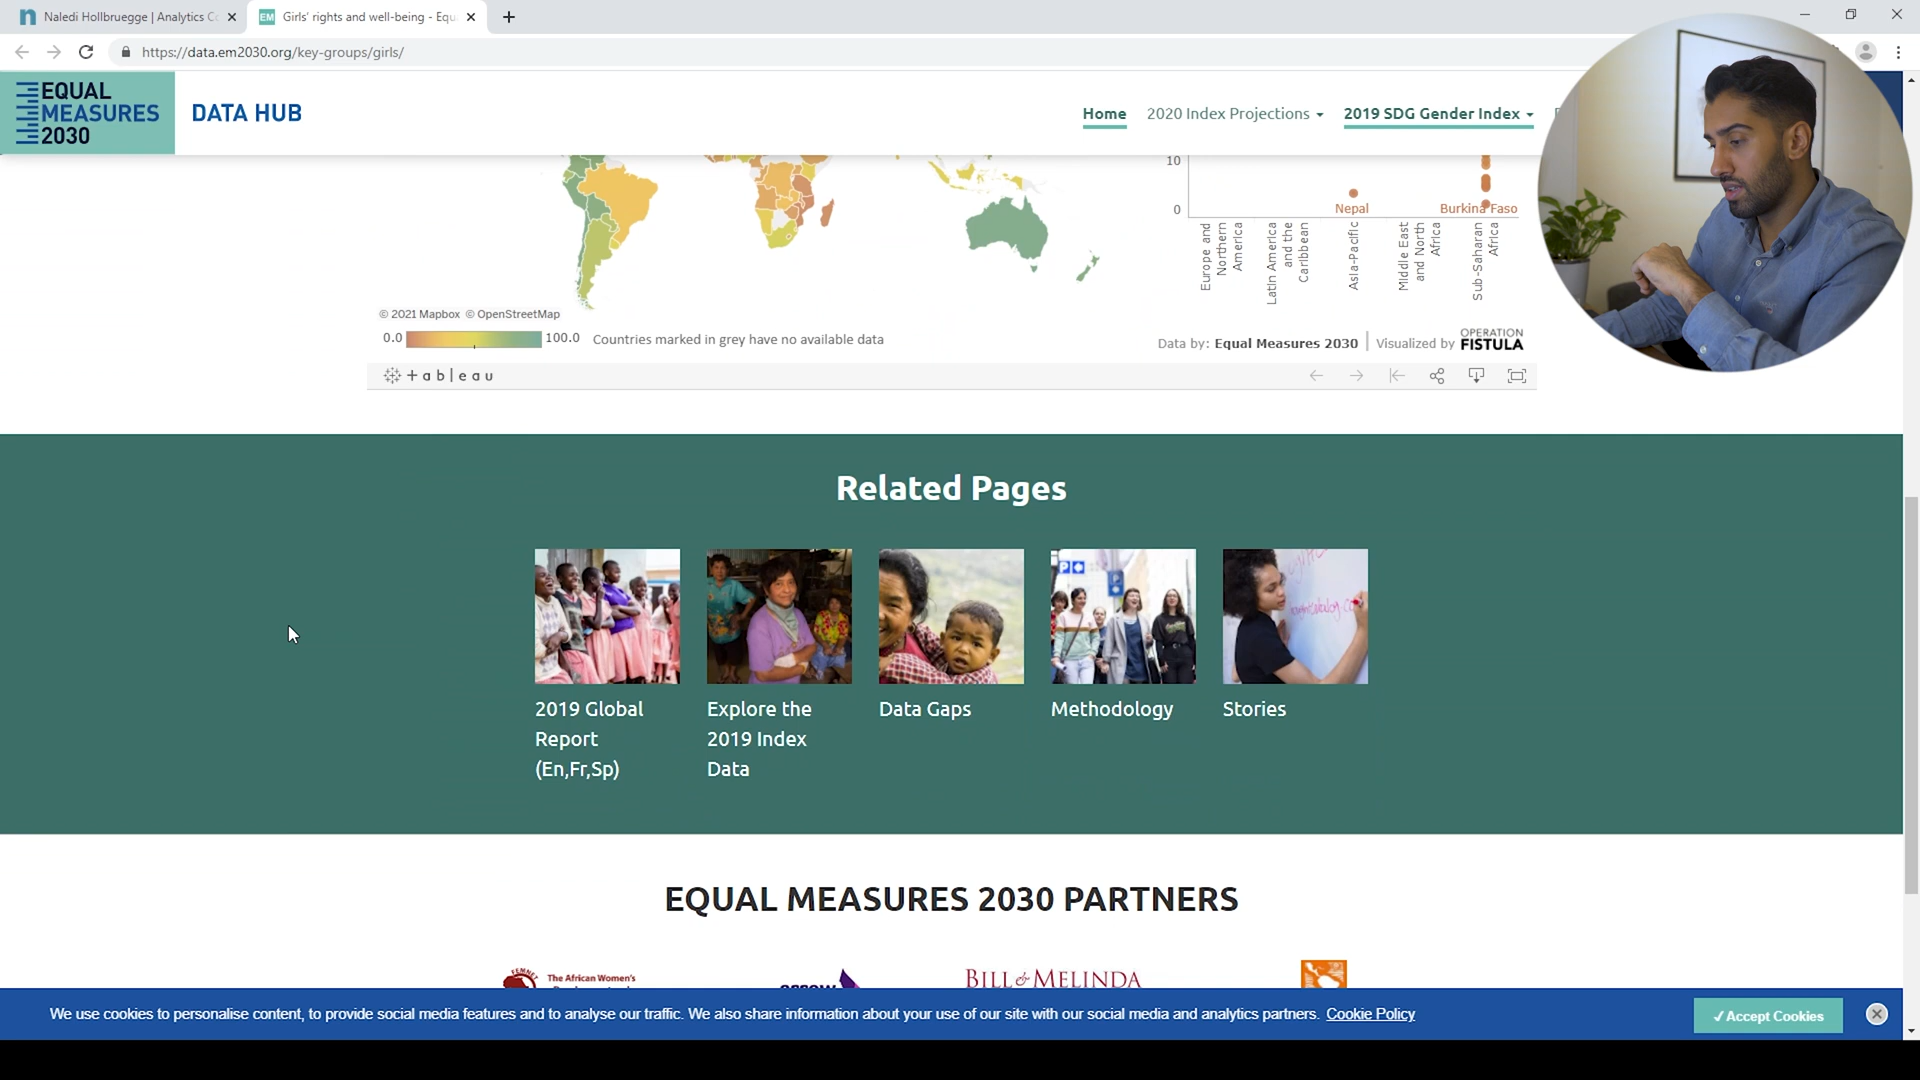 Naledi Hollbruegge | Analytics C
Girls' rights and well-being - Equ
https://data.em2030.org/key-groups/girls/
EQUAL
MEASURES
2030
DATA HUB
Home
2020 Index Projections
2019 SDG Gender Index
10
0
Nepal
Burkina Faso
Europe and
Northern
America
Latin America
and the
Caribbean
Asia-Pacific
Middle East
and North
Africa
Sub-Saharan
Africa
© 2021 Mapbox © OpenStreetMap
0.0
100.0
Countries marked in grey have no available data
Data by: Equal Measures 2030
Visualized by
OPERATION
FISTULA
+ a b | e a u
Related Pages
2019 Global
Report
(En,Fr,Sp)
Explore the
2019 Index
Data
Data Gaps
Methodology
Stories
EQUAL MEASURES 2030 PARTNERS
FEMNET
The African Women's
BILL & MELINDA
We use cookies to personalise content, to provide social media features and to analyse our traffic. We also share information about your use of our site with our social media and analytics partners. Cookie Policy
✓Accept Cookies